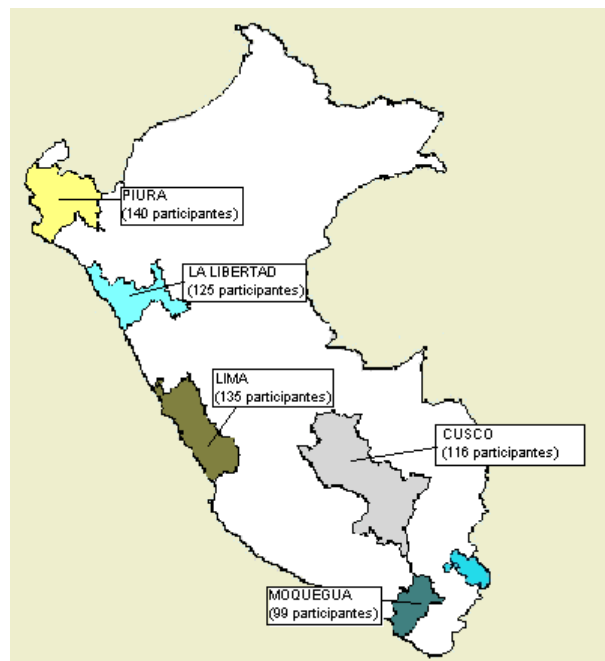 PIURA
(140 participantes)
LA LIBERTAD
(125 participantes)
LIMA
(135 participantes)
CUSCO
(116 participantes)
MOQUEGUA
(99 participantes)